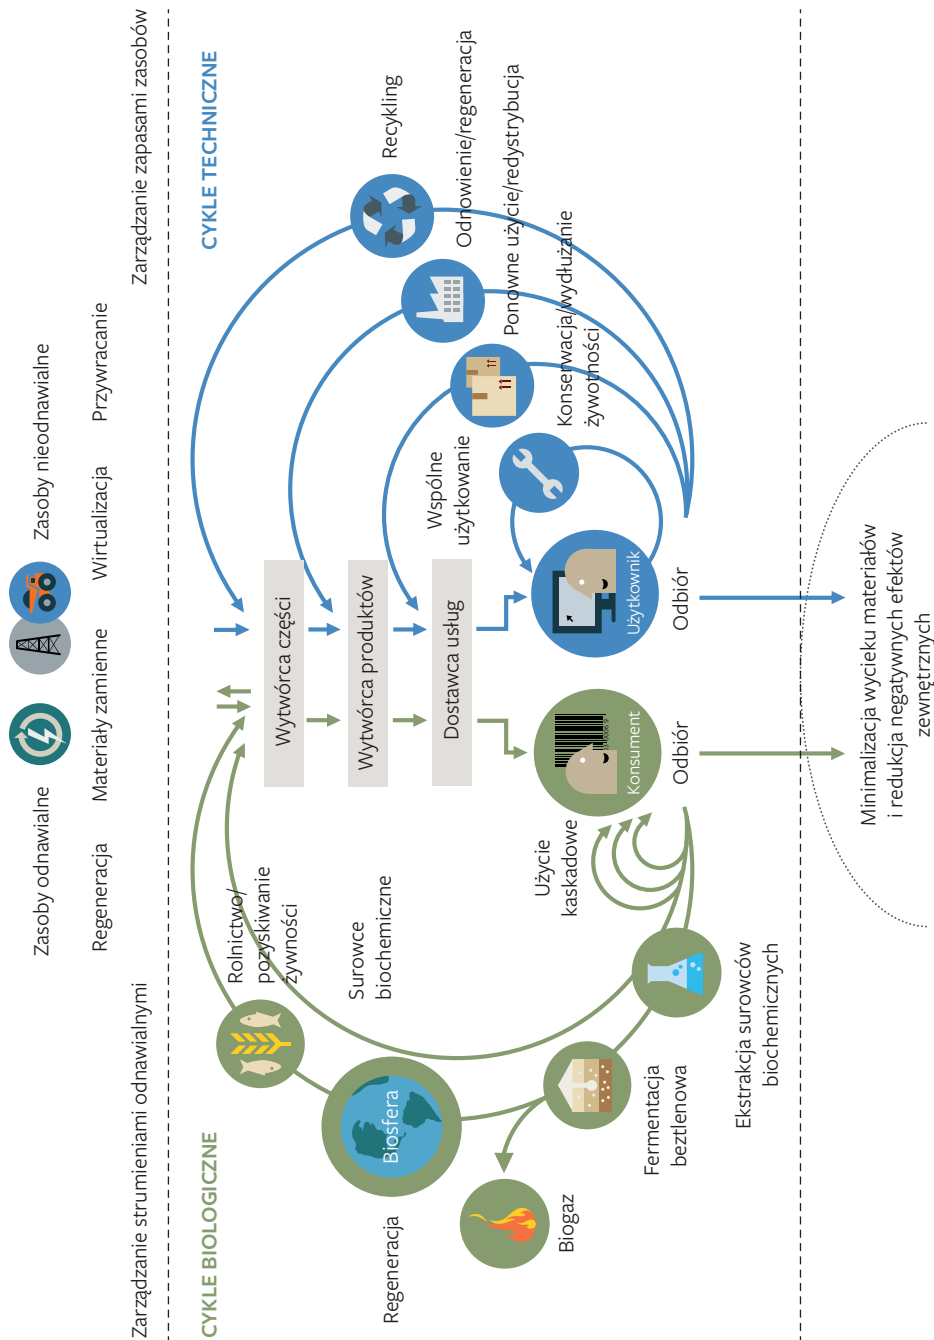 Zasoby odnawialne
Zasoby nieodnawialne
Regeneracja
Materiały zamienne
Wirtualizacja
Przywracanie
Zarządzanie strumieniami odnawialnymi
Zarządzanie zapasami zasobów
CYKLE BIOLOGICZNE
CYKLE TECHNICZNE
Rolnictwo/
pozyskiwanie
żywności
Surowce
biochemiczne
Biosfera
Regeneracja
Biogaz
Fermentacja
beztlenowa
Ekstrakcja surowców
biochemicznych
Użycie
kaskadowe
Wytwórca części
Wytwórca produktów
Dostawca usług
Konsument
Użytkownik
Odbiór
Odbiór
Wspólne
użytkowanie
Konserwacja/wydłużanie
żywotności
Ponowne użycie/redystrybucja
Odnowienie/regeneracja
Recykling
Minimalizacja wycieku materiałów
i redukcja negatywnych efektów
zewnętrznych